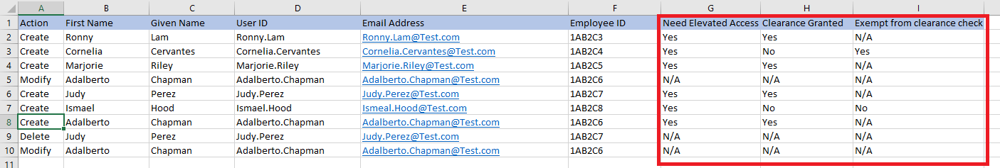 A B C D E F G H I
1 Action First Name Given Name User ID Email Address Employee ID Need Elevated Access Clearance Granted Exempt from clearance check
2 Create Ronny Lam Ronny.Lam Ronny.Lam@Test.com 1AB2C3 Yes Yes N/A
3 Create Cornelia Cervantes Cornelia.Cervantes Cornelia.Cervantes@Test.com 1AB2C4 Yes No Yes
4 Create Marjorie Riley Marjorie.Riley Marjorie.Riley@Test.com 1AB2C5 Yes Yes N/A
5 Modify Adalberto Chapman Adalberto.Chapman Adalberto.Chapman@Test.com 1AB2C6 N/A N/A N/A
6 Create Judy Perez Judy.Perez Judy.Perez@Test.com 1AB2C7 Yes Yes N/A
7 Create Ismael Hood Ismael.Hood Ismeal.Hood@Test.com 1AB2C8 Yes No No
8 Create Adalberto Chapman Adalberto.Chapman Adalberto.Chapman@Test.com 1AB2C6 Yes Yes N/A
9 Delete Judy Perez Judy.Perez Judy.Perez@Test.com 1AB2C7 N/A N/A N/A
10 Modify Adalberto Chapman Adalberto.Chapman Adalberto.Chapman@Test.com 1AB2C6 N/A N/A N/A
11